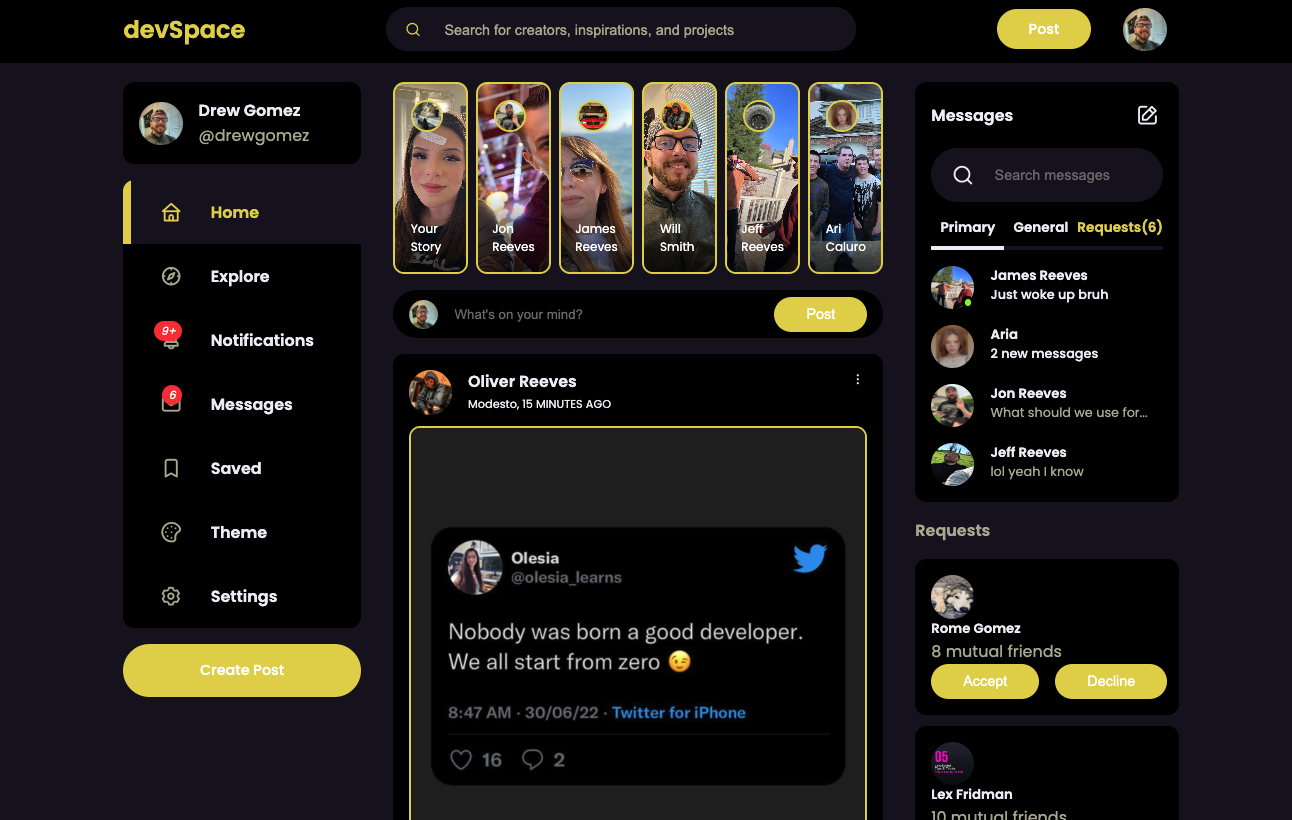 devSpace
Search for creators, inspirations, and projects
Post
Drew Gomez
@drewgomez
Home
Explore
9+
Notifications
6
Messages
Saved
Theme
Settings
Create Post
Your
Story
Jon
Reeves
James
Reeves
Will
Smith
Jeff
Reeves
Ari
Caluro
What's on your mind?
Post
Oliver Reeves
Modesto, 15 MINUTES AGO
Olesia
@olesia_learns
Nobody was born a good developer.
We all start from zero 😉
8:47 AM · 30/06/22 · Twitter for iPhone
16 2
Messages
Search messages
Primary General Requests(6)
James Reeves
Just woke up bruh
Aria
2 new messages
Jon Reeves
What should we use for...
Jeff Reeves
lol yeah I know
Requests
Rome Gomez
8 mutual friends
Accept Decline
05
Lex Fridman
10 mutual friends